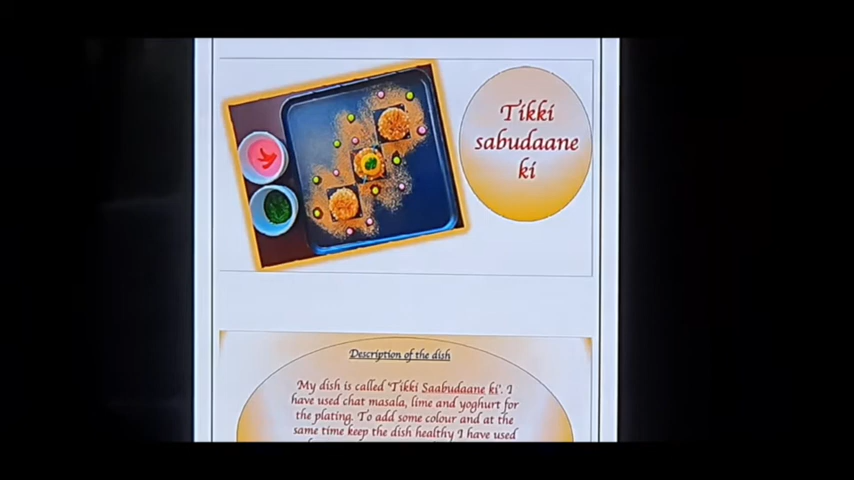 Tikki
sabudaane
ki
Description of the dish
My dish is called 'Tikki Saabudaane ki'. I
have used chat masala, lime and yoghurt for
the plating. To add some colour and at the
same time keep the dish healthy I have used